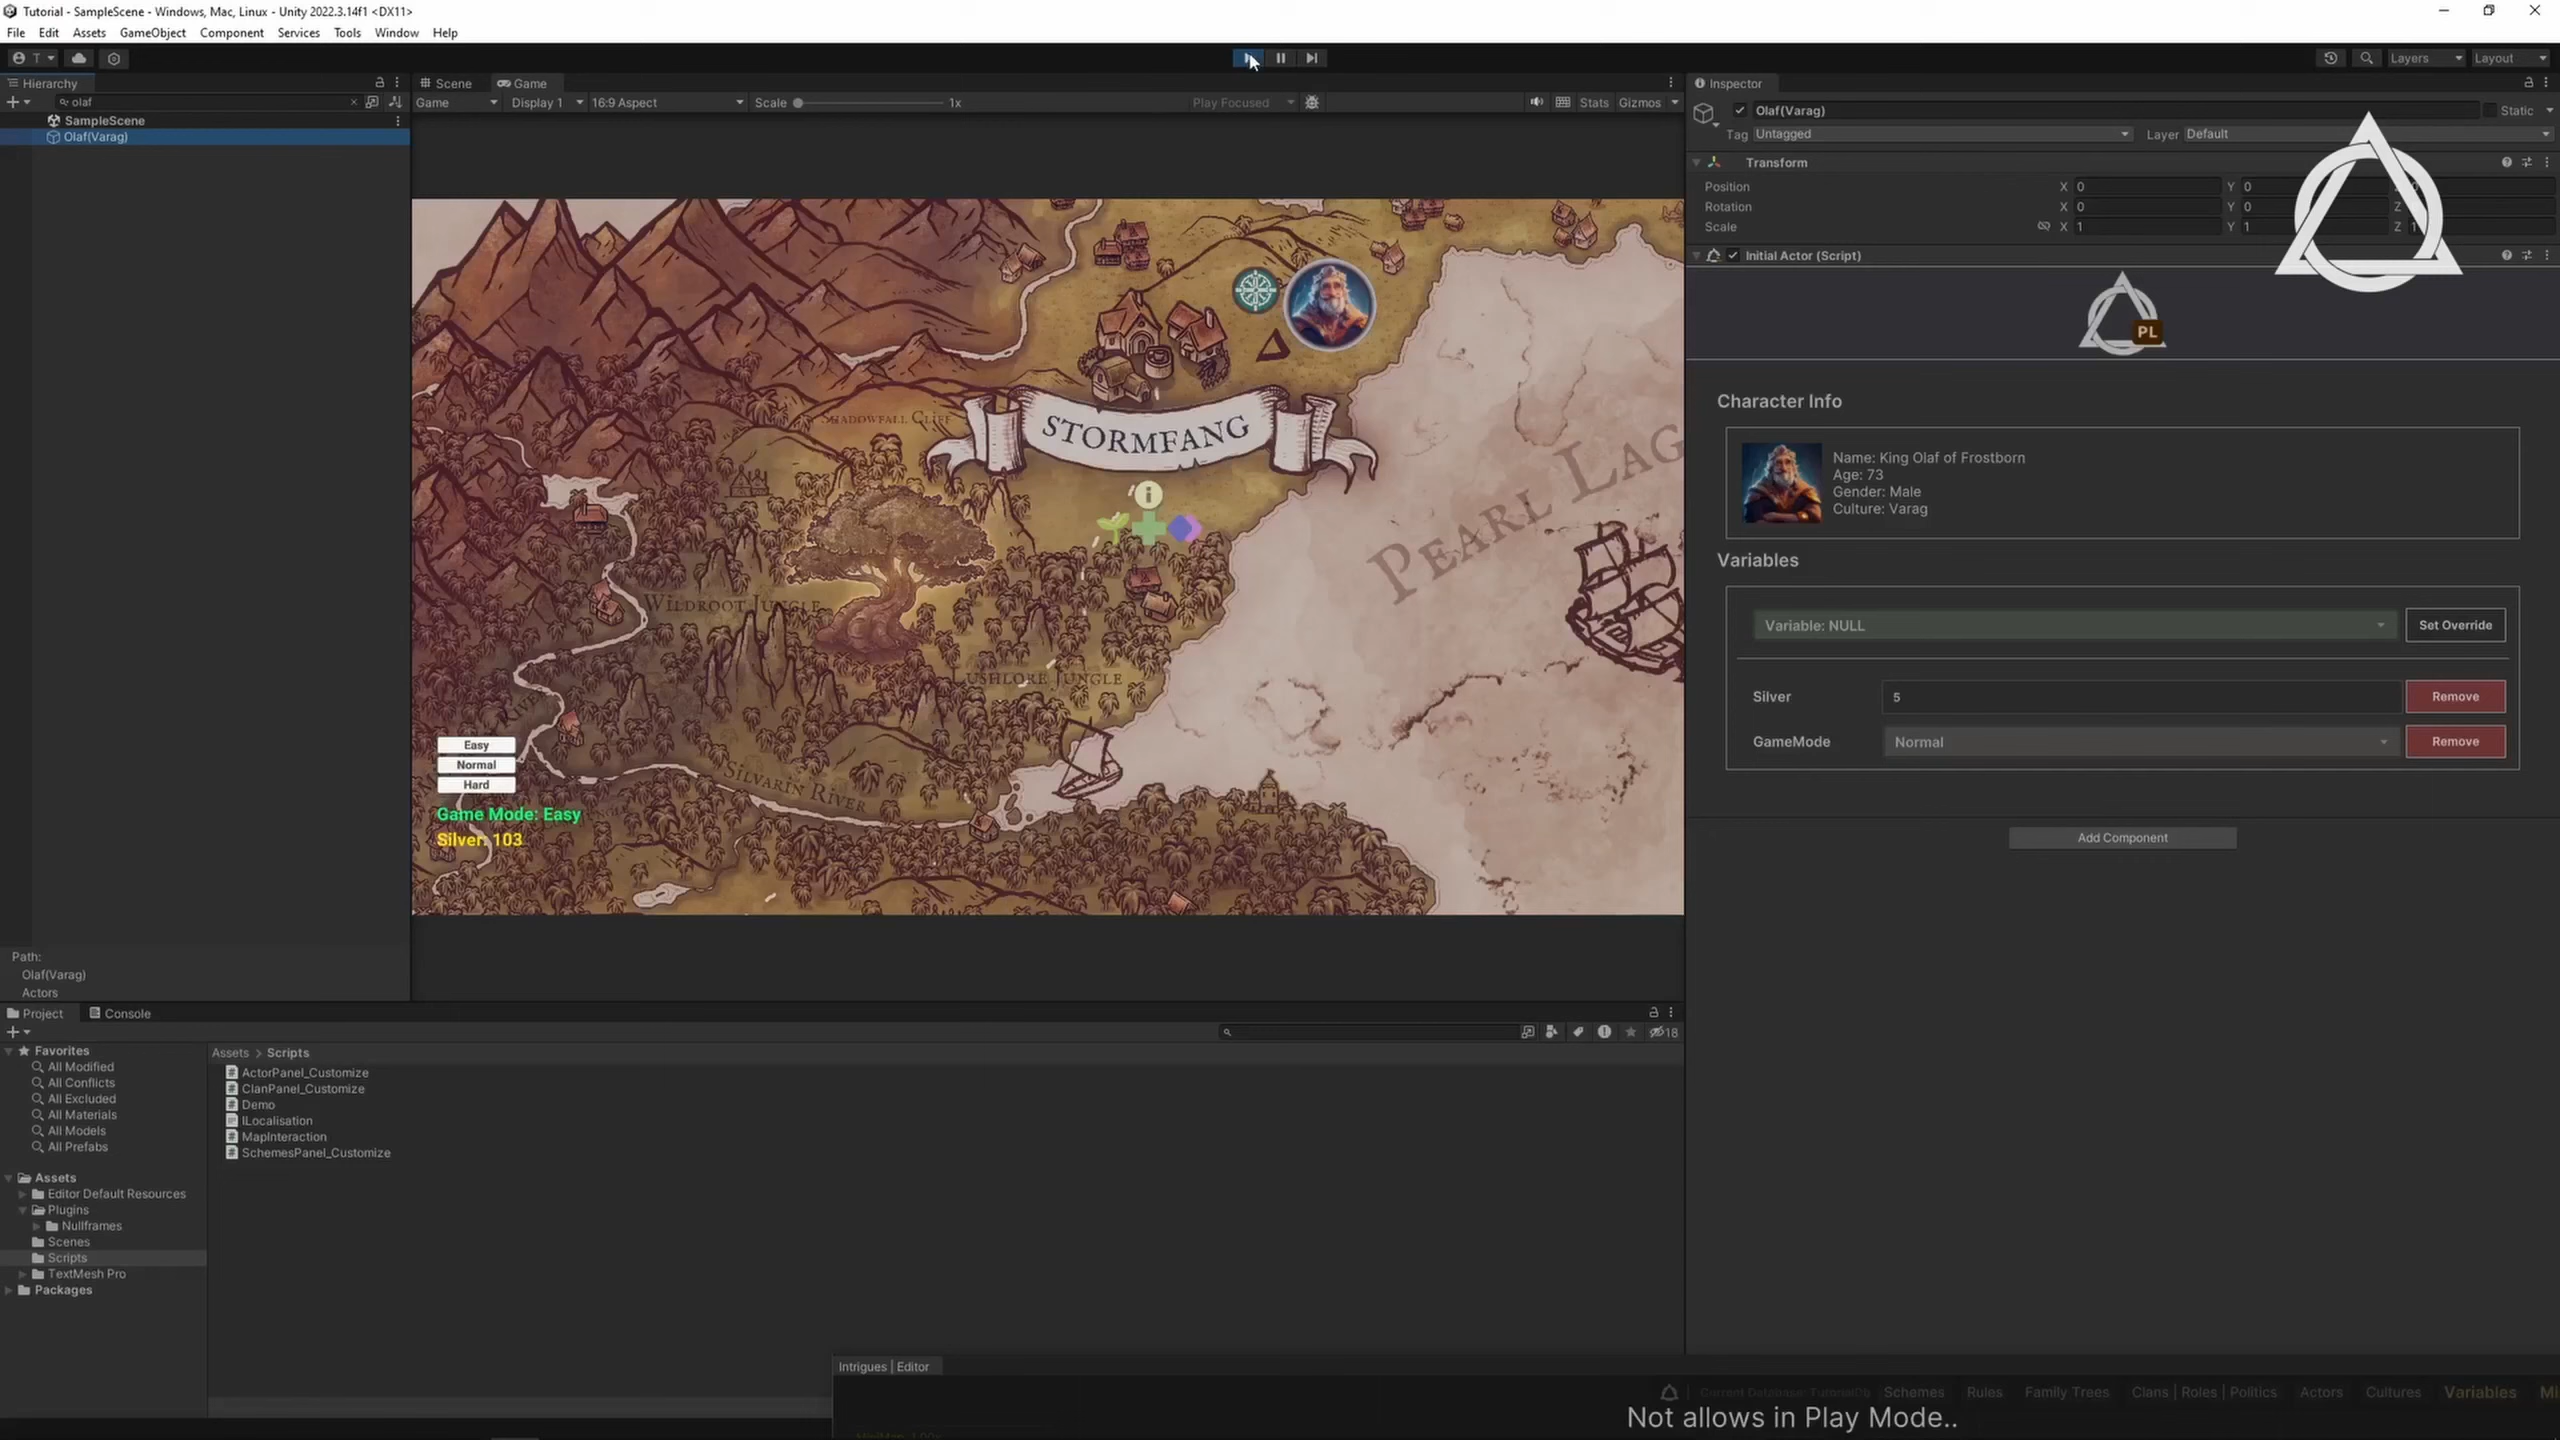 Tutorial - SampleScene - Windows, Mac, Linux - Unity 2022.3.14f1 <DX11>
File Edit Assets GameObject Component Services Tools Window Help
T Layers Layout
Hierarchy
olaf
SampleScene
Olaf(Varag)
Path:
Olaf(Varag)
Actors
Scene Game
Game Display 1 16:9 Aspect Scale 1x Play Focused Stats Gizmos
STORMFANG
SHADOWFALL CLIFF
WILDROOT JUNGLE
LUSHLORE JUNGLE
PEARL LAG
SILVARIN RIVER
RIVER
Easy
Normal
Hard
Game Mode: Easy
Silver: 103
Inspector
Olaf(Varag) Static
Tag Untagged Layer Default
Transform
Position X 0 Y 0 Z
Rotation X 0 Y 0 Z
Scale X 1 Y 1 Z 1
Initial Actor (Script)
PL
Character Info
Name: King Olaf of Frostborn
Age: 73
Gender: Male
Culture: Varag
Variables
Variable: NULL Set Override
Silver 5 Remove
GameMode Normal Remove
Add Component
Project Console
18
Favorites
All Modified
All Conflicts
All Excluded
All Materials
All Models
All Prefabs
Assets
Editor Default Resources
Plugins
Nullframes
Scenes
Scripts
TextMesh Pro
Packages
Assets > Scripts
ActorPanel_Customize
ClanPanel_Customize
Demo
ILocalisation
MapInteraction
SchemesPanel_Customize
Intrigues | Editor
Current Database: TutorialDb Schemes Rules Family Trees Clans | Roles | Politics Actors Cultures Variables
Not allows in Play Mode..